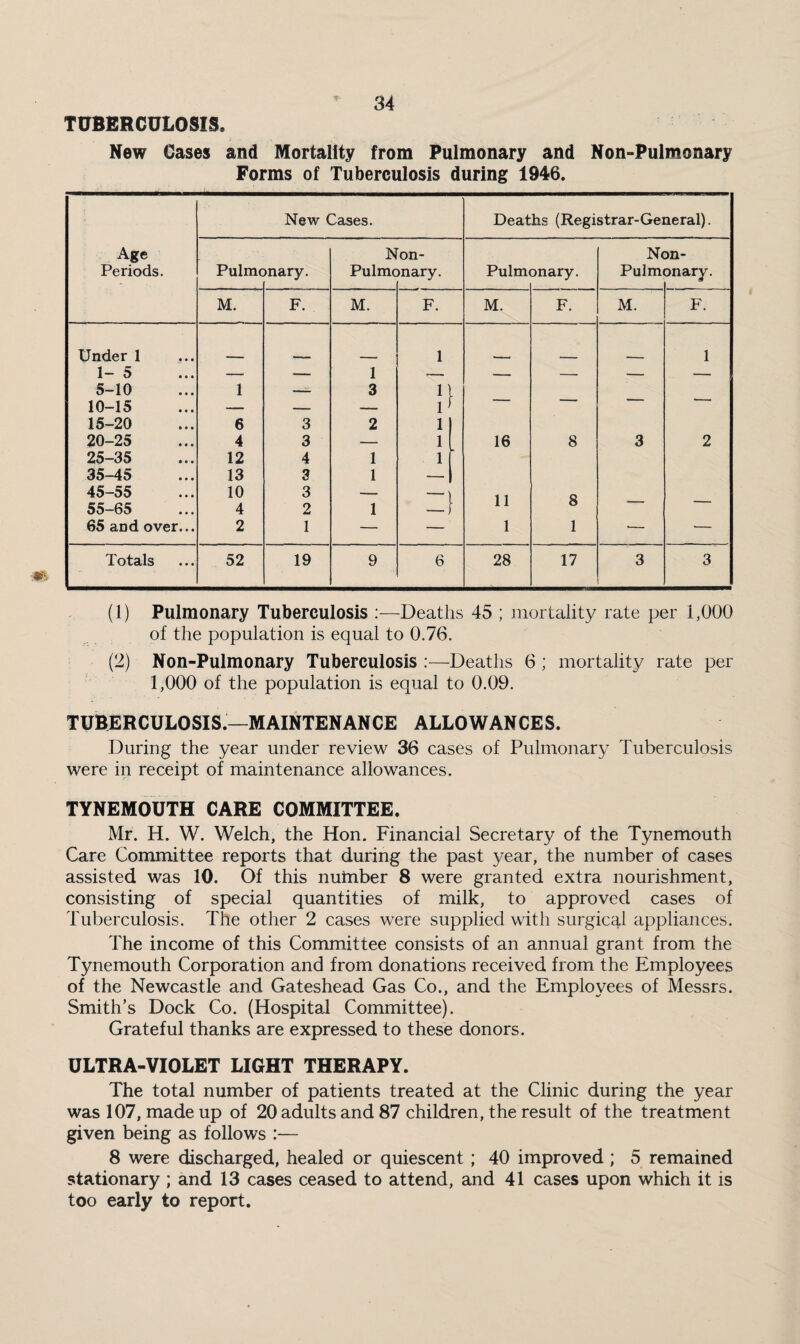 34
TUBERCULOSIS.
New Cases and Mortality from Pulmonary and Non-Pulmonary
Forms of Tuberculosis during 1946.
Age Periods. | New Cases. | Deaths (Registrar-General).
Pulmonary. | Non-Pulmonary. | Pulmonary. | Non-Pulmonary.
M. | F. | M. | F. | M. | F. | M. | F.
Under 1 ... | — | — | — | 1 | — | — | — | 1
1- 5 ... | — | — | 1 | — | — | — | — | —
5-10 ... | 1 | — | 3 | 1 } | — | — | — | —
10-15 ... | — | — | — | 1 }
15-20 ... | 6 | 3 | 2 | 1 }
20-25 ... | 4 | 3 | — | 1 } | 16 | 8 | 3 | 2
25-35 ... | 12 | 4 | 1 | 1 }
35-45 ... | 13 | 3 | 1 | — }
45-55 ... | 10 | 3 | — | — } | 11 | 8 | — | —
55-65 ... | 4 | 2 | 1 | — }
65 and over... | 2 | 1 | — | — | 1 | 1 | — | —
Totals ... | 52 | 19 | 9 | 6 | 28 | 17 | 3 | 3
(1) Pulmonary Tuberculosis :—Deaths 45 ; mortality rate per 1,000
of the population is equal to 0.76.
(2) Non-Pulmonary Tuberculosis :—Deaths 6 ; mortality rate per
1,000 of the population is equal to 0.09.
TUBERCULOSIS.—MAINTENANCE ALLOWANCES.
During the year under review 36 cases of Pulmonary Tuberculosis
were in receipt of maintenance allowances.
TYNEMOUTH CARE COMMITTEE.
Mr. H. W. Welch, the Hon. Financial Secretary of the Tynemouth
Care Committee reports that during the past year, the number of cases
assisted was 10. Of this number 8 were granted extra nourishment,
consisting of special quantities of milk, to approved cases of
Tuberculosis. The other 2 cases were supplied with surgical appliances.
The income of this Committee consists of an annual grant from the
Tynemouth Corporation and from donations received from the Employees
of the Newcastle and Gateshead Gas Co., and the Employees of Messrs.
Smith's Dock Co. (Hospital Committee).
Grateful thanks are expressed to these donors.
ULTRA-VIOLET LIGHT THERAPY.
The total number of patients treated at the Clinic during the year
was 107, made up of 20 adults and 87 children, the result of the treatment
given being as follows :—
8 were discharged, healed or quiescent ; 40 improved ; 5 remained
stationary ; and 13 cases ceased to attend, and 41 cases upon which it is
too early to report.